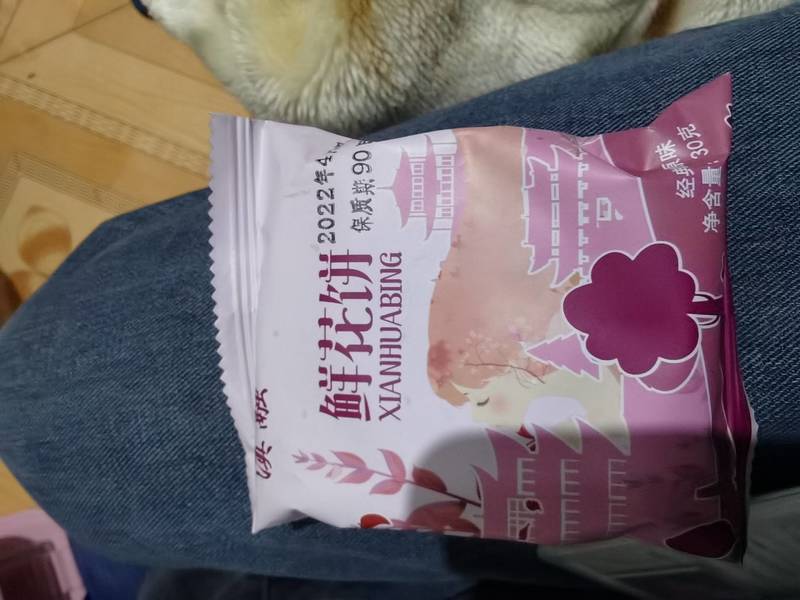 鲜花饼
XIANHUABING
2022年4
保质期90
经典味
净含量:30克